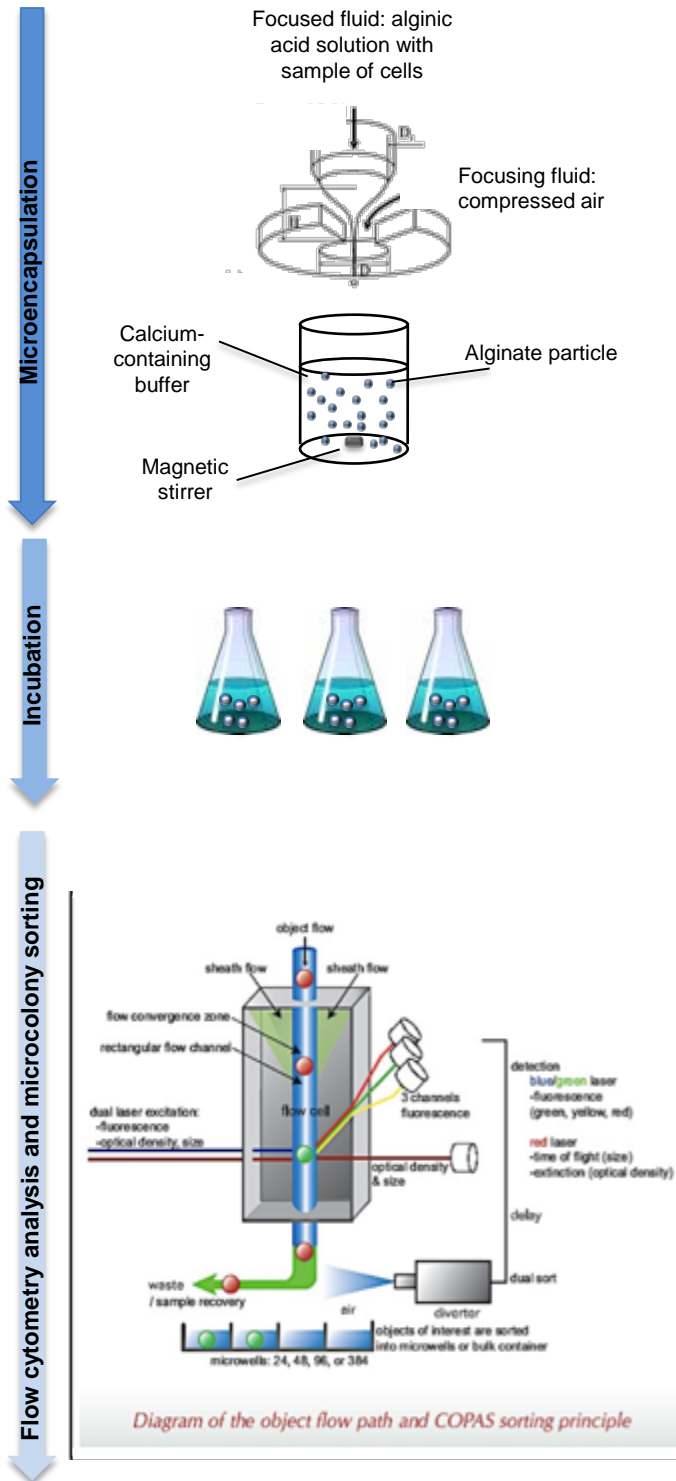 Focused fluid: alginic
acid solution with
sample of cells
Microencapsulation
D₁
Focusing fluid:
compressed air
H
D
Calcium-
containing
buffer
Alginate particle
Magnetic
stirrer
Incubation
Flow cytometry analysis and microcolony sorting
object flow
sheath flow
sheath flow
flow convergence zone
rectangular flow channel
flow cell
3 channels
fluorescence
detection
blue/green laser
-fluorescence
(green, yellow, red)
dual laser excitation:
-fluorescence
-optical density, size
red laser
-time of flight (size)
-extinction (optical density)
optical density
& size
delay
waste
/ sample recovery
air
diverter
dual sort
objects of interest are sorted
into microwells or bulk container
microwells: 24, 48, 96, or 384
Diagram of the object flow path and COPAS sorting principle